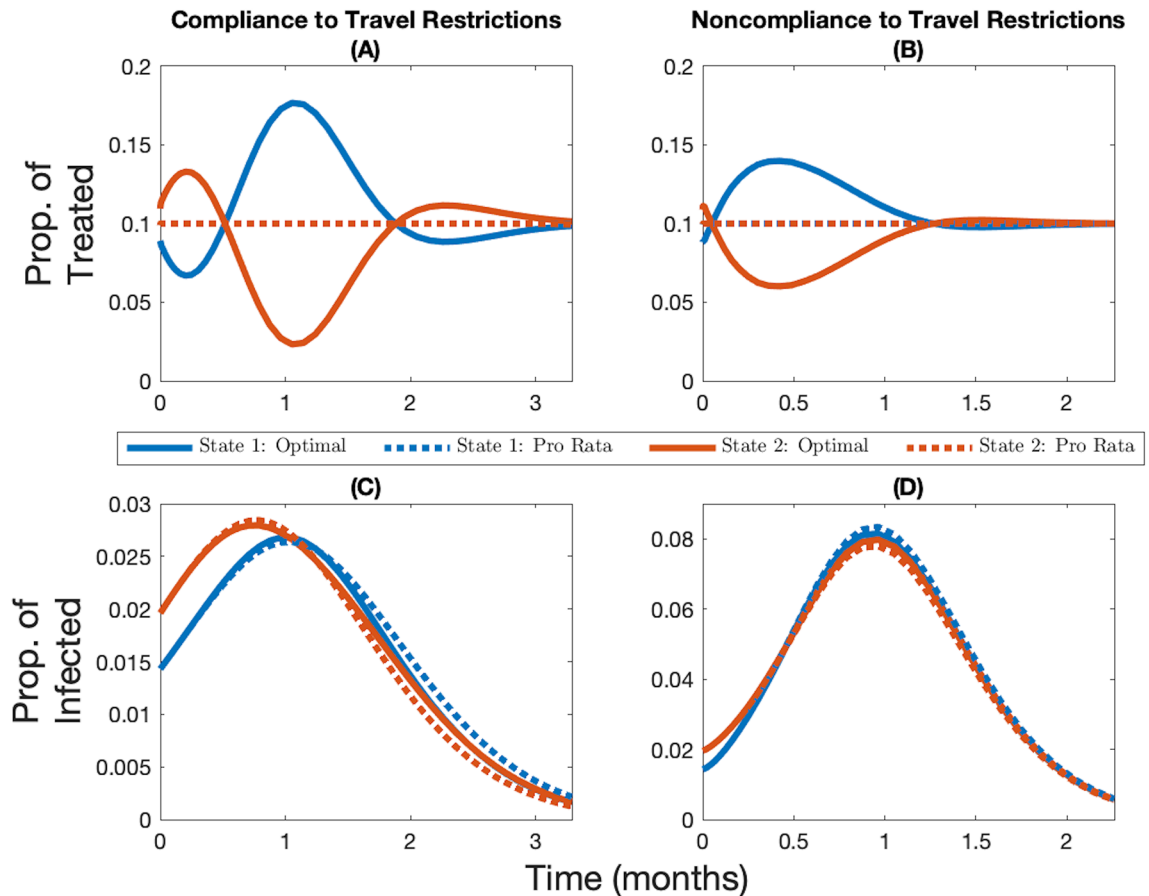 Compliance to Travel Restrictions
Noncompliance to Travel Restrictions
(A)
(B)
Prop. of
Treated
0.2
0.15
0.1
0.05
0
0 1 2 3
0.2
0.15
0.1
0.05
0
0 0.5 1 1.5 2
State 1: Optimal State 1: Pro Rata State 2: Optimal State 2: Pro Rata
(C)
(D)
Prop. of
Infected
0.03
0.025
0.02
0.015
0.01
0.005
0
0 1 2 3
0.08
0.06
0.04
0.02
0
0 0.5 1 1.5 2
Time (months)